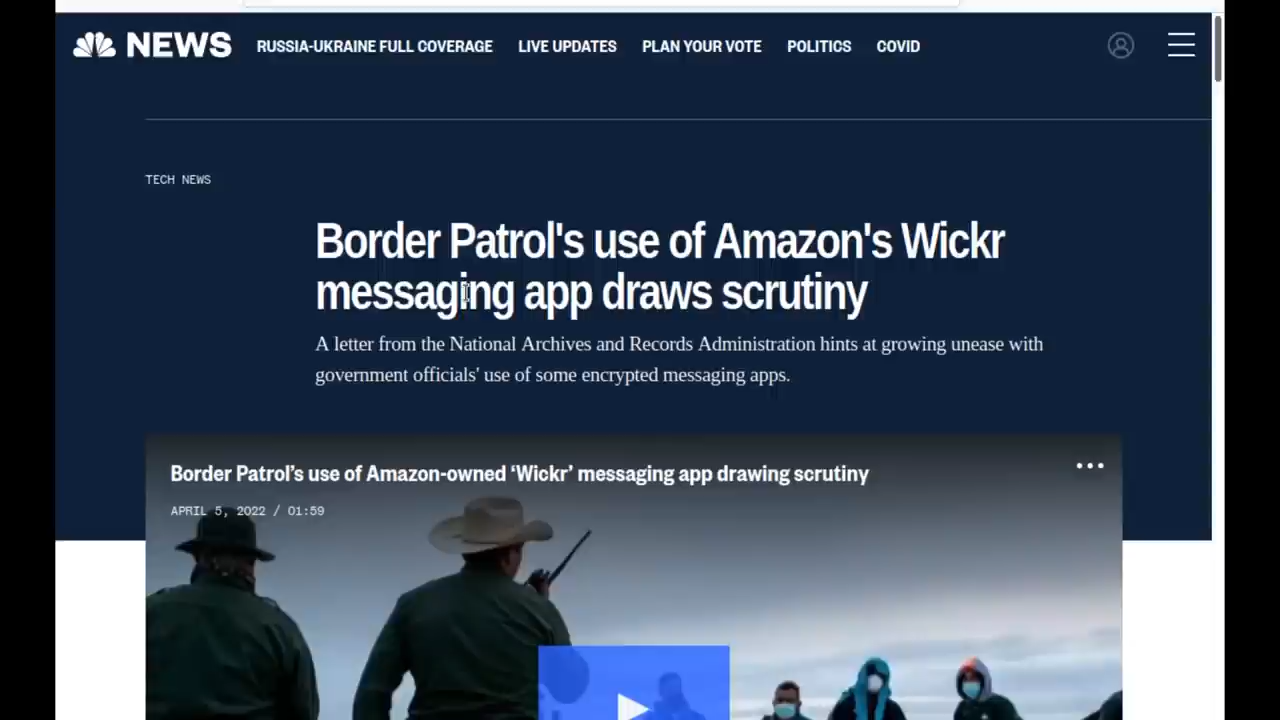 NEWS RUSSIA-UKRAINE FULL COVERAGE LIVE UPDATES PLAN YOUR VOTE POLITICS COVID
TECH NEWS
Border Patrol's use of Amazon's Wickr
messaging app draws scrutiny
A letter from the National Archives and Records Administration hints at growing unease with
government officials' use of some encrypted messaging apps.
Border Patrol’s use of Amazon-owned ‘Wickr’ messaging app drawing scrutiny
APRIL 5, 2022 / 01:59